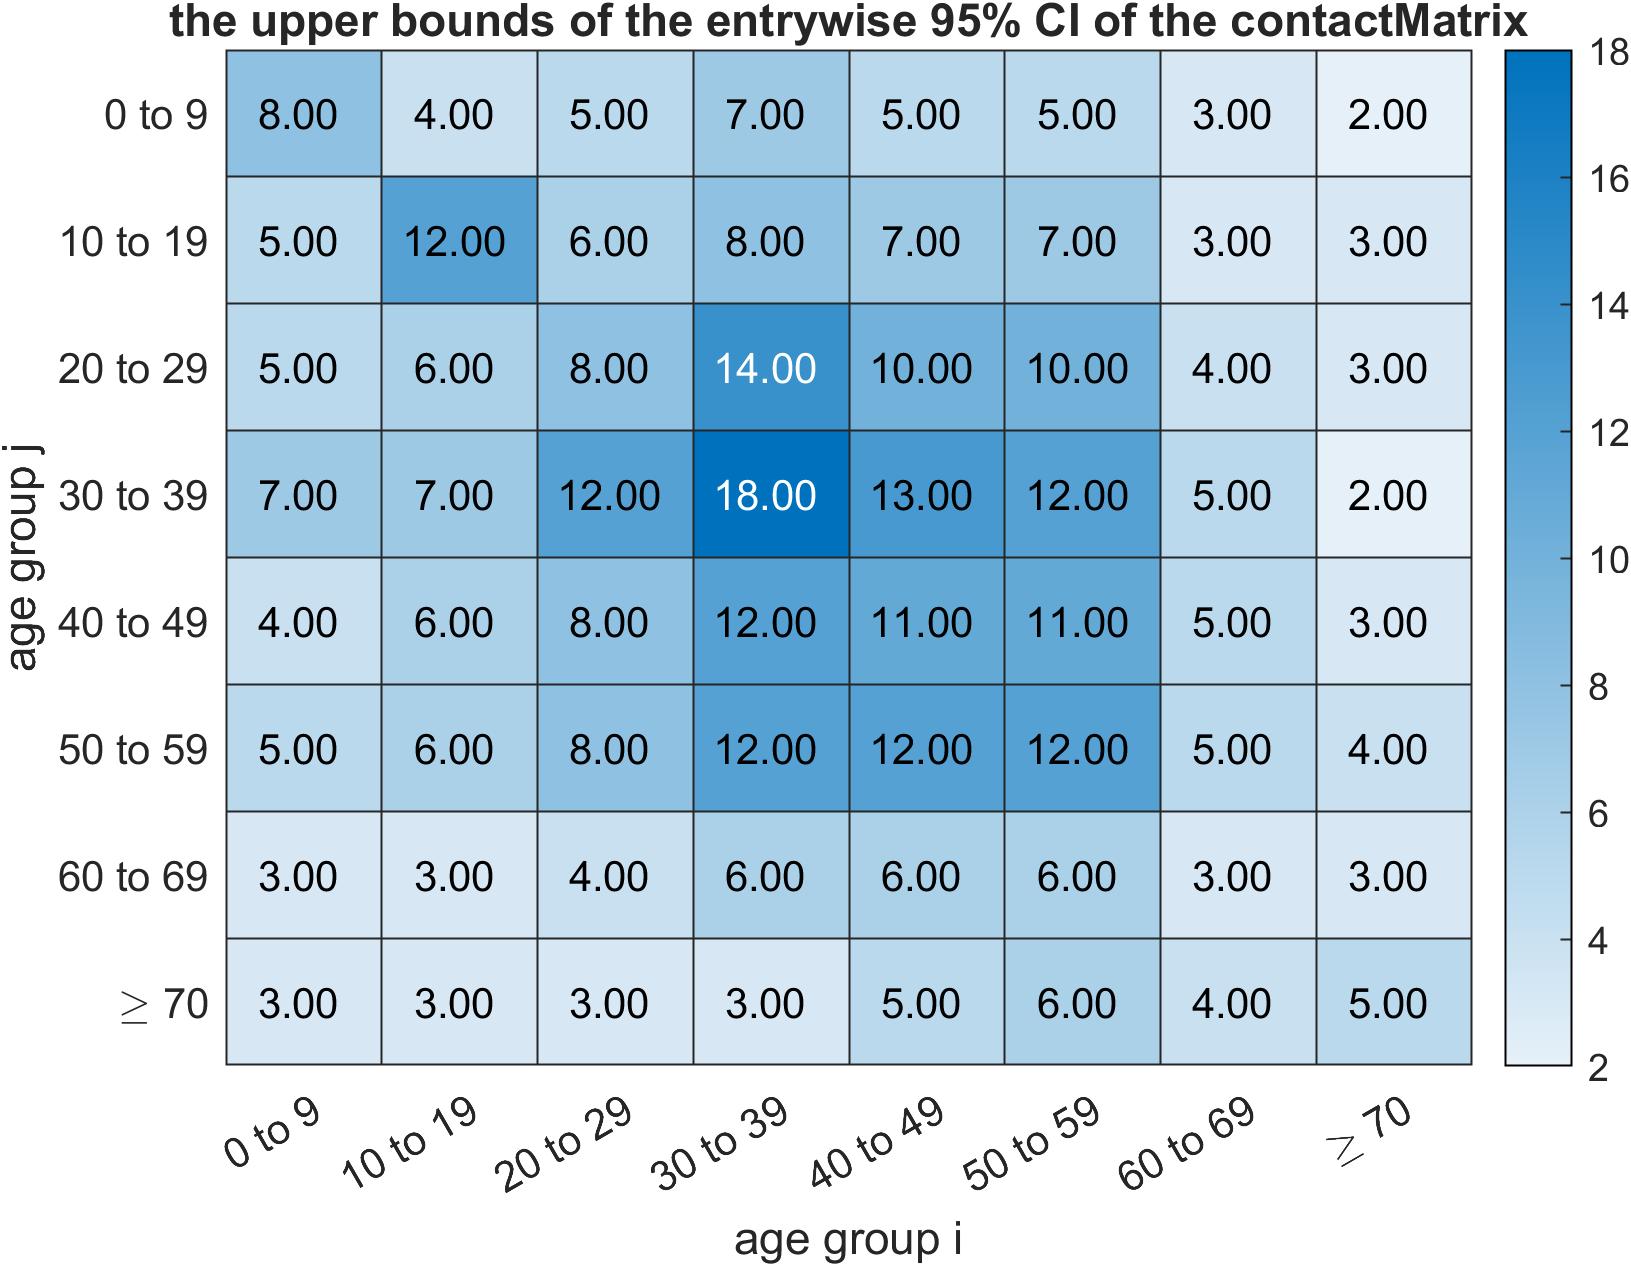 the upper bounds of the entrywise 95% CI of the contactMatrix
0 to 9 8.00 4.00 5.00 7.00 5.00 5.00 3.00 2.00
10 to 19 5.00 12.00 6.00 8.00 7.00 7.00 3.00 3.00
20 to 29 5.00 6.00 8.00 14.00 10.00 10.00 4.00 3.00
30 to 39 7.00 7.00 12.00 18.00 13.00 12.00 5.00 2.00
40 to 49 4.00 6.00 8.00 12.00 11.00 11.00 5.00 3.00
50 to 59 5.00 6.00 8.00 12.00 12.00 12.00 5.00 4.00
60 to 69 3.00 3.00 4.00 6.00 6.00 6.00 3.00 3.00
≥ 70 3.00 3.00 3.00 3.00 5.00 6.00 4.00 5.00
age group j
0 to 9 10 to 19 20 to 29 30 to 39 40 to 49 50 to 59 60 to 69 ≥ 70
age group i
18
16
14
12
10
8
6
4
2